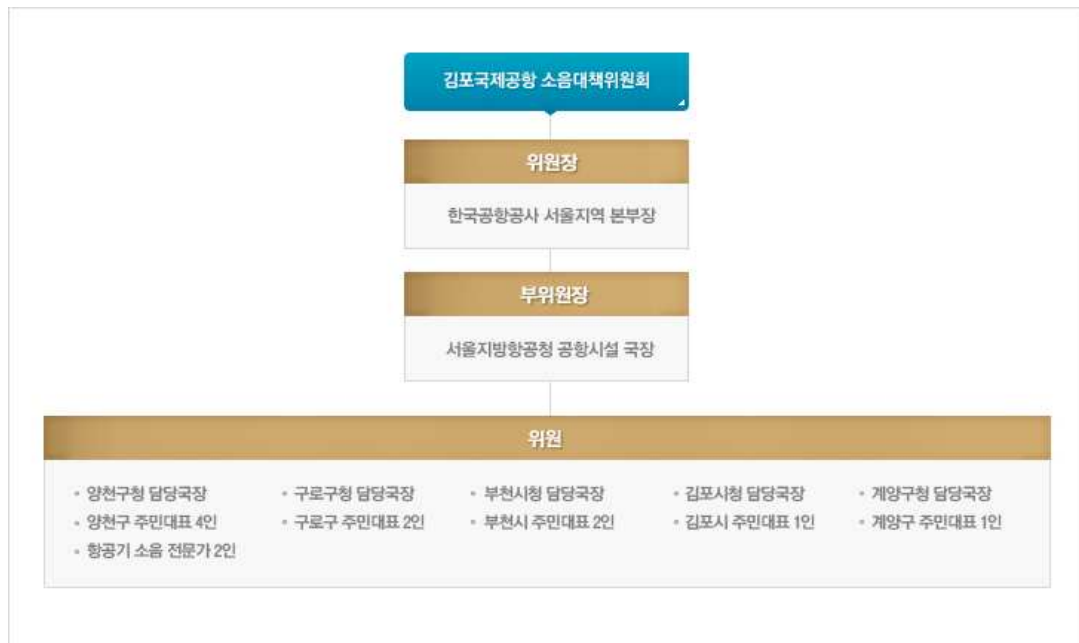 김포국제공항 소음대책위원회
위원장
한국공항공사 서울지역 본부장
부위원장
서울지방항공청 공항시설 국장
위원
• 양천구청 담당국장
• 양천구 주민대표 4인
• 항공기 소음 전문가 2인
• 구로구청 담당국장
• 구로구 주민대표 2인
• 부천시청 담당국장
• 부천시 주민대표 2인
• 김포시청 담당국장
• 김포시 주민대표 1인
• 계양구청 담당국장
• 계양구 주민대표 1인